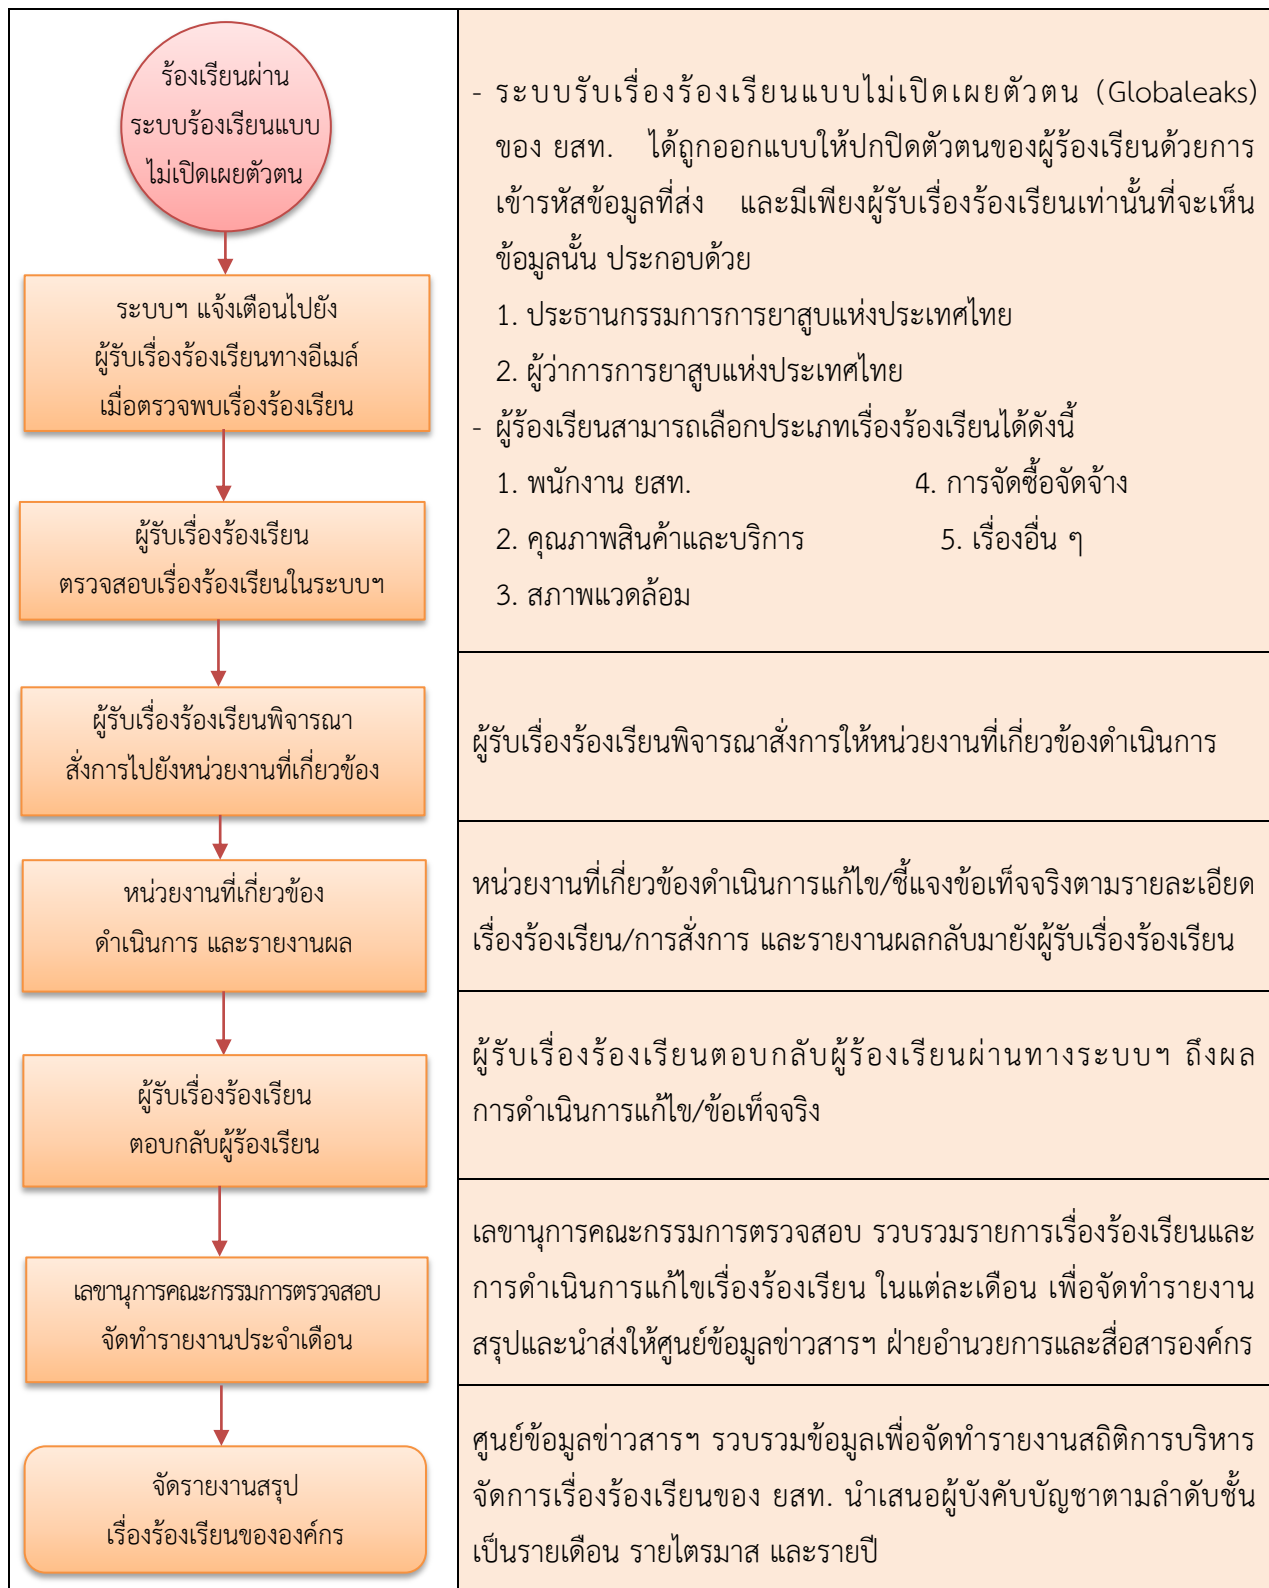 ร้องเรียนผ่าน
ระบบร้องเรียนแบบ
ไม่เปิดเผยตัวตน
ระบบฯ แจ้งเตือนไปยัง
ผู้รับเรื่องร้องเรียนทางอีเมล์
เมื่อตรวจพบเรื่องร้องเรียน
ผู้รับเรื่องร้องเรียน
ตรวจสอบเรื่องร้องเรียนในระบบฯ
- ระบบรับเรื่องร้องเรียนแบบไม่เปิดเผยตัวตน (Globaleaks)
ของ ยสท. ได้ถูกออกแบบให้ปกปิดตัวตนของผู้ร้องเรียนด้วยการ
เข้ารหัสข้อมูลที่ส่ง และมีเพียงผู้รับเรื่องร้องเรียนเท่านั้นที่จะเห็น
ข้อมูลนั้น ประกอบด้วย
1. ประธานกรรมการการยาสูบแห่งประเทศไทย
2. ผู้ว่าการการยาสูบแห่งประเทศไทย
- ผู้ร้องเรียนสามารถเลือกประเภทเรื่องร้องเรียนได้ดังนี้
1. พนักงาน ยสท. 4. การจัดซื้อจัดจ้าง
2. คุณภาพสินค้าและบริการ 5. เรื่องอื่น ๆ
3. สภาพแวดล้อม
ผู้รับเรื่องร้องเรียนพิจารณา
สั่งการไปยังหน่วยงานที่เกี่ยวข้อง
ผู้รับเรื่องร้องเรียนพิจารณาสั่งการให้หน่วยงานที่เกี่ยวข้องดำเนินการ
หน่วยงานที่เกี่ยวข้อง
ดำเนินการ และรายงานผล
หน่วยงานที่เกี่ยวข้องดำเนินการแก้ไข/ชี้แจงข้อเท็จจริงตามรายละเอียด
เรื่องร้องเรียน/การสั่งการ และรายงานผลกลับมายังผู้รับเรื่องร้องเรียน
ผู้รับเรื่องร้องเรียน
ตอบกลับผู้ร้องเรียน
ผู้รับเรื่องร้องเรียนตอบกลับผู้ร้องเรียนผ่านทางระบบฯ ถึงผล
การดำเนินการแก้ไข/ข้อเท็จจริง
เลขานุการคณะกรรมการตรวจสอบ
จัดทำรายงานประจำเดือน
เลขานุการคณะกรรมการตรวจสอบ รวบรวมรายการเรื่องร้องเรียนและ
การดำเนินการแก้ไขเรื่องร้องเรียน ในแต่ละเดือน เพื่อจัดทำรายงาน
สรุปและนำส่งให้ศูนย์ข้อมูลข่าวสารฯ ฝ่ายอำนวยการและสื่อสารองค์กร
จัดรายงานสรุป
เรื่องร้องเรียนขององค์กร
ศูนย์ข้อมูลข่าวสารฯ รวบรวมข้อมูลเพื่อจัดทำรายงานสถิติการบริหาร
จัดการเรื่องร้องเรียนของ ยสท. นำเสนอผู้บังคับบัญชาตามลำดับชั้น
เป็นรายเดือน รายไตรมาส และรายปี